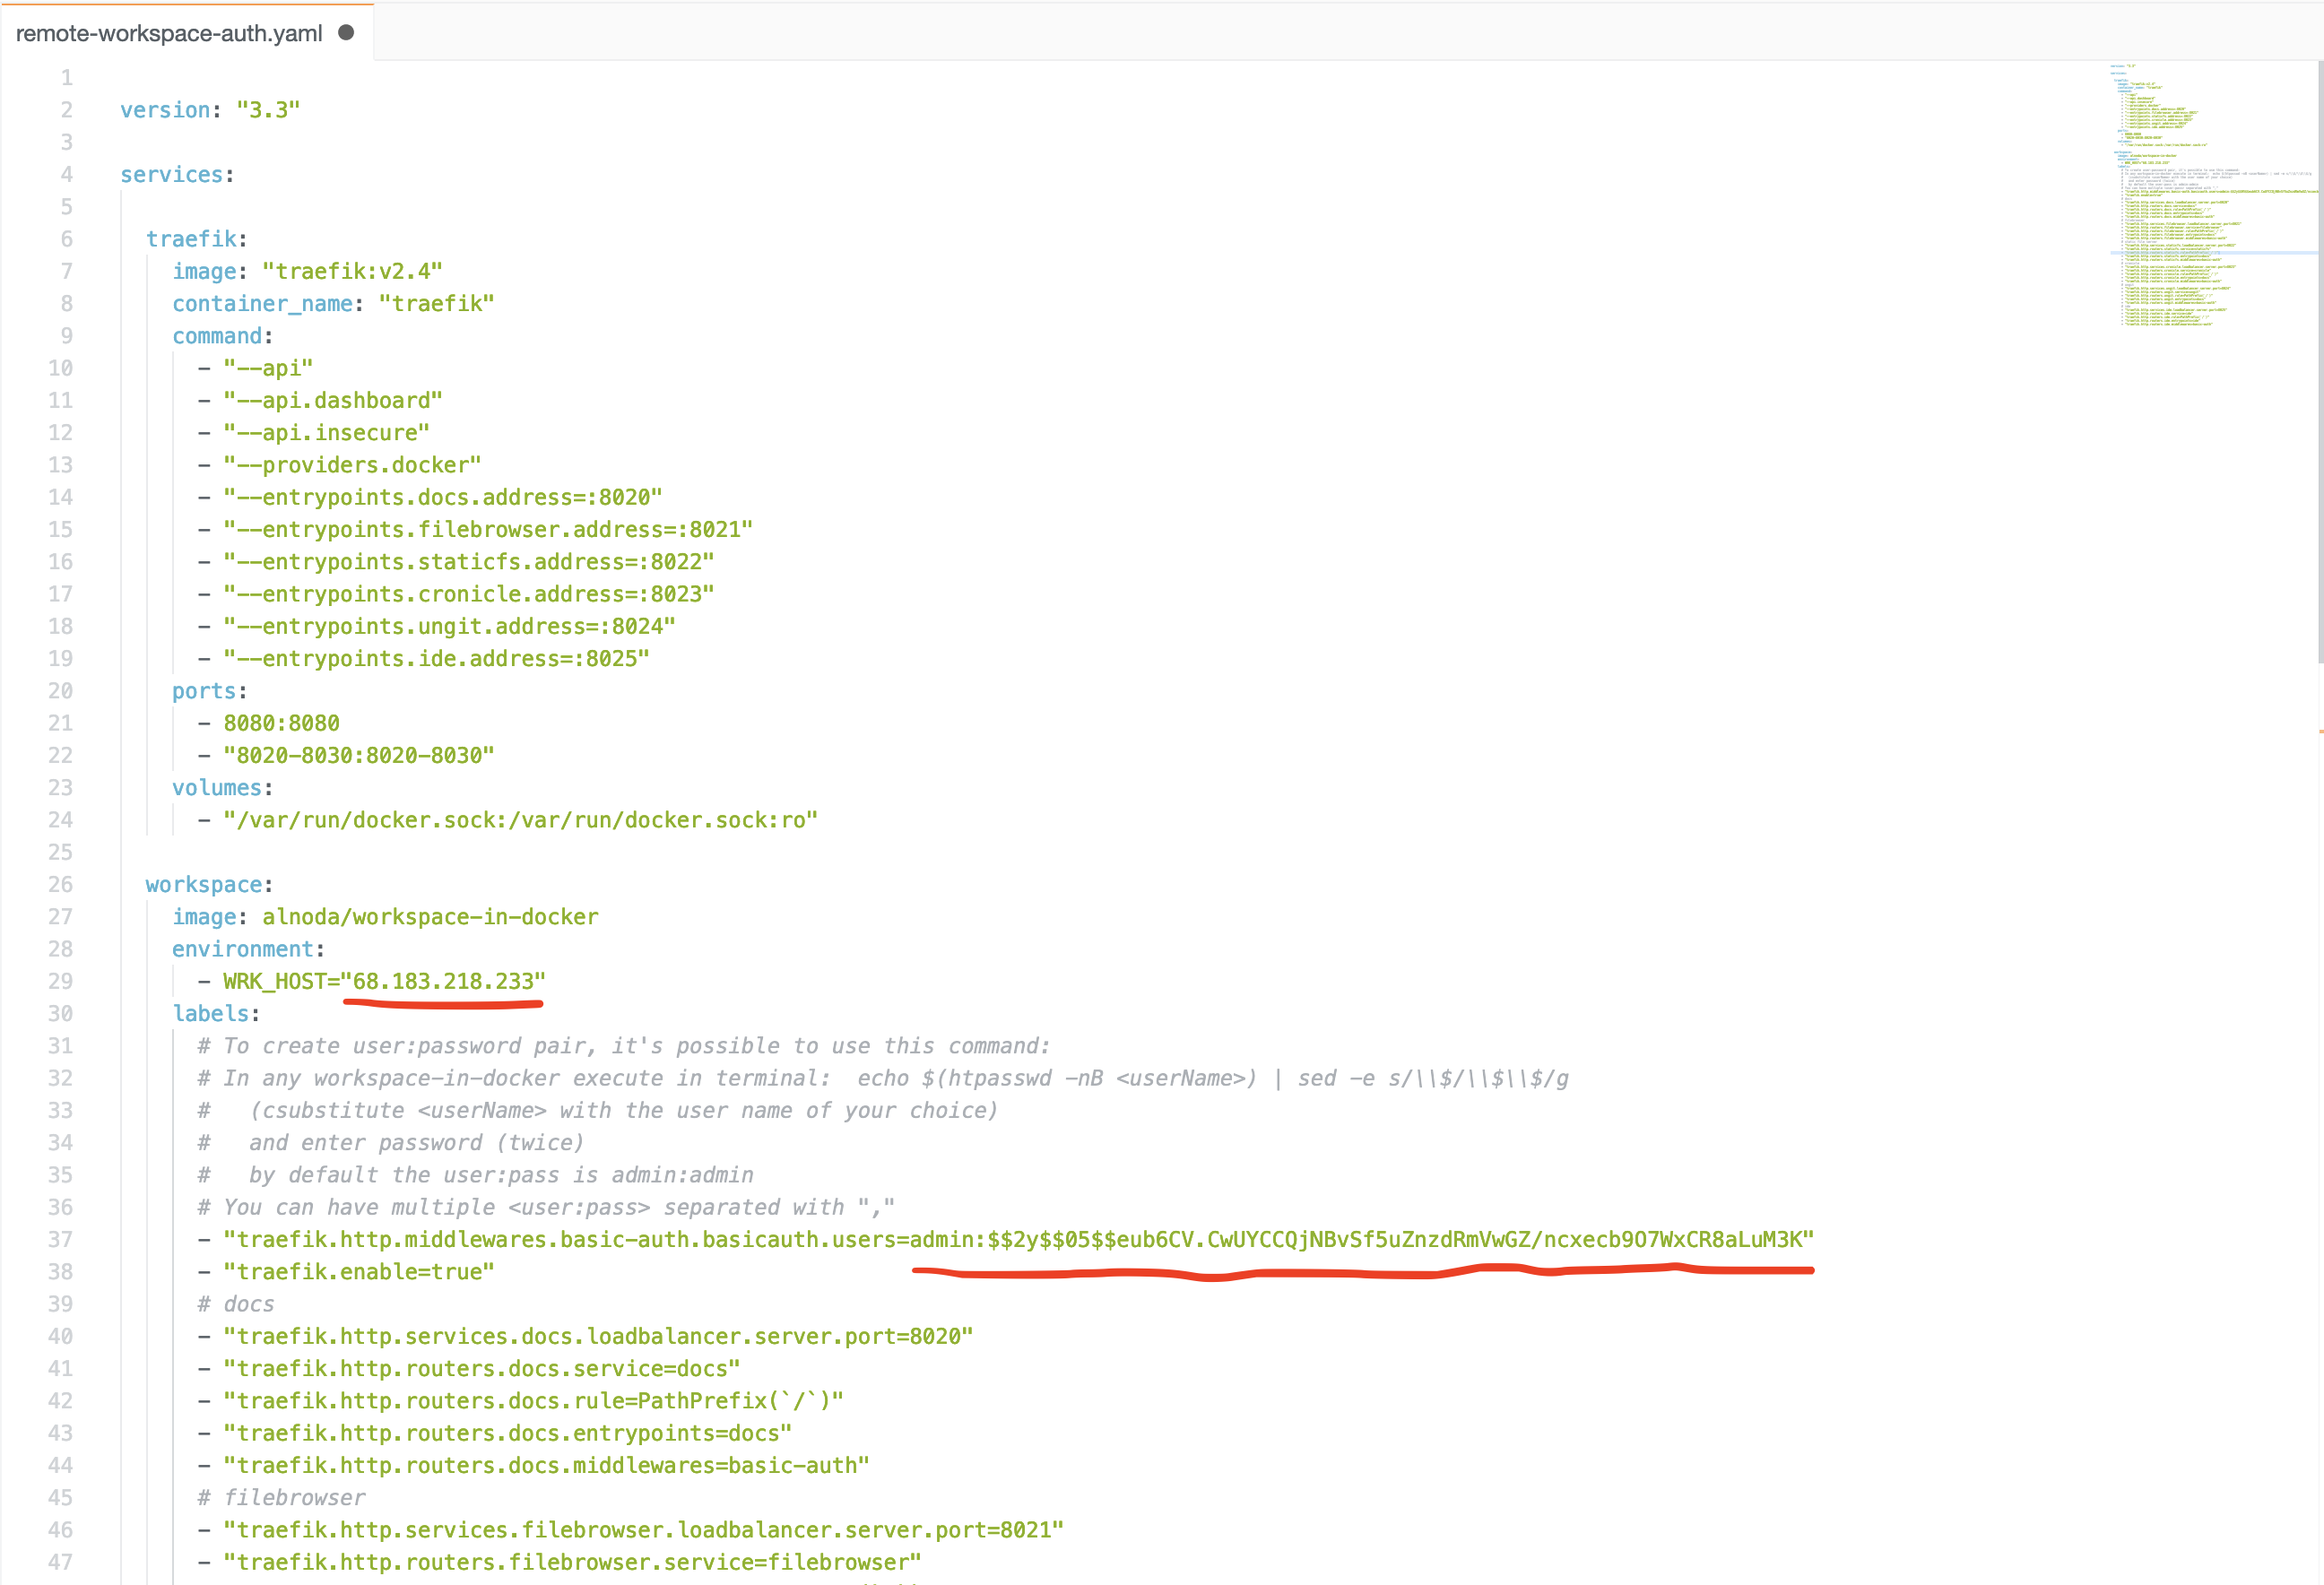 remote-workspace-auth.yaml
1
2 version: "3.3"
3
4 services:
5
6 traefik:
7 image: "traefik:v2.4"
8 container_name: "traefik"
9 command:
10 - "--api"
11 - "--api.dashboard"
12 - "--api.insecure"
13 - "--providers.docker"
14 - "--entrypoints.docs.address=:8020"
15 - "--entrypoints.filebrowser.address=:8021"
16 - "--entrypoints.staticfs.address=:8022"
17 - "--entrypoints.cronicle.address=:8023"
18 - "--entrypoints.ungit.address=:8024"
19 - "--entrypoints.ide.address=:8025"
20 ports:
21 - 8080:8080
22 - "8020-8030:8020-8030"
23 volumes:
24 - "/var/run/docker.sock:/var/run/docker.sock:ro"
25
26 workspace:
27 image: alnoda/workspace-in-docker
28 environment:
29 - WRK_HOST="68.183.218.233"
30 labels:
31 # To create user:password pair, it's possible to use this command:
32 # In any workspace-in-docker execute in terminal:  echo $(htpasswd -nB <userName>) | sed -e s/\\$/\\$\\$/g
33 #   (csubstitute <userName> with the user name of your choice)
34 #   and enter password (twice)
35 #   by default the user:pass is admin:admin
36 # You can have multiple <user:pass> separated with ","
37 - "traefik.http.middlewares.basic-auth.basicauth.users=admin:$$2y$$05$$eub6CV.CwUYCCQjNBvSf5uZnzdRmVwGZ/ncxecb9O7WxCR8aLuM3K"
38 - "traefik.enable=true"
39 # docs
40 - "traefik.http.services.docs.loadbalancer.server.port=8020"
41 - "traefik.http.routers.docs.service=docs"
42 - "traefik.http.routers.docs.rule=PathPrefix(`/`)"
43 - "traefik.http.routers.docs.entrypoints=docs"
44 - "traefik.http.routers.docs.middlewares=basic-auth"
45 # filebrowser
46 - "traefik.http.services.filebrowser.loadbalancer.server.port=8021"
47 - "traefik.http.routers.filebrowser.service=filebrowser"